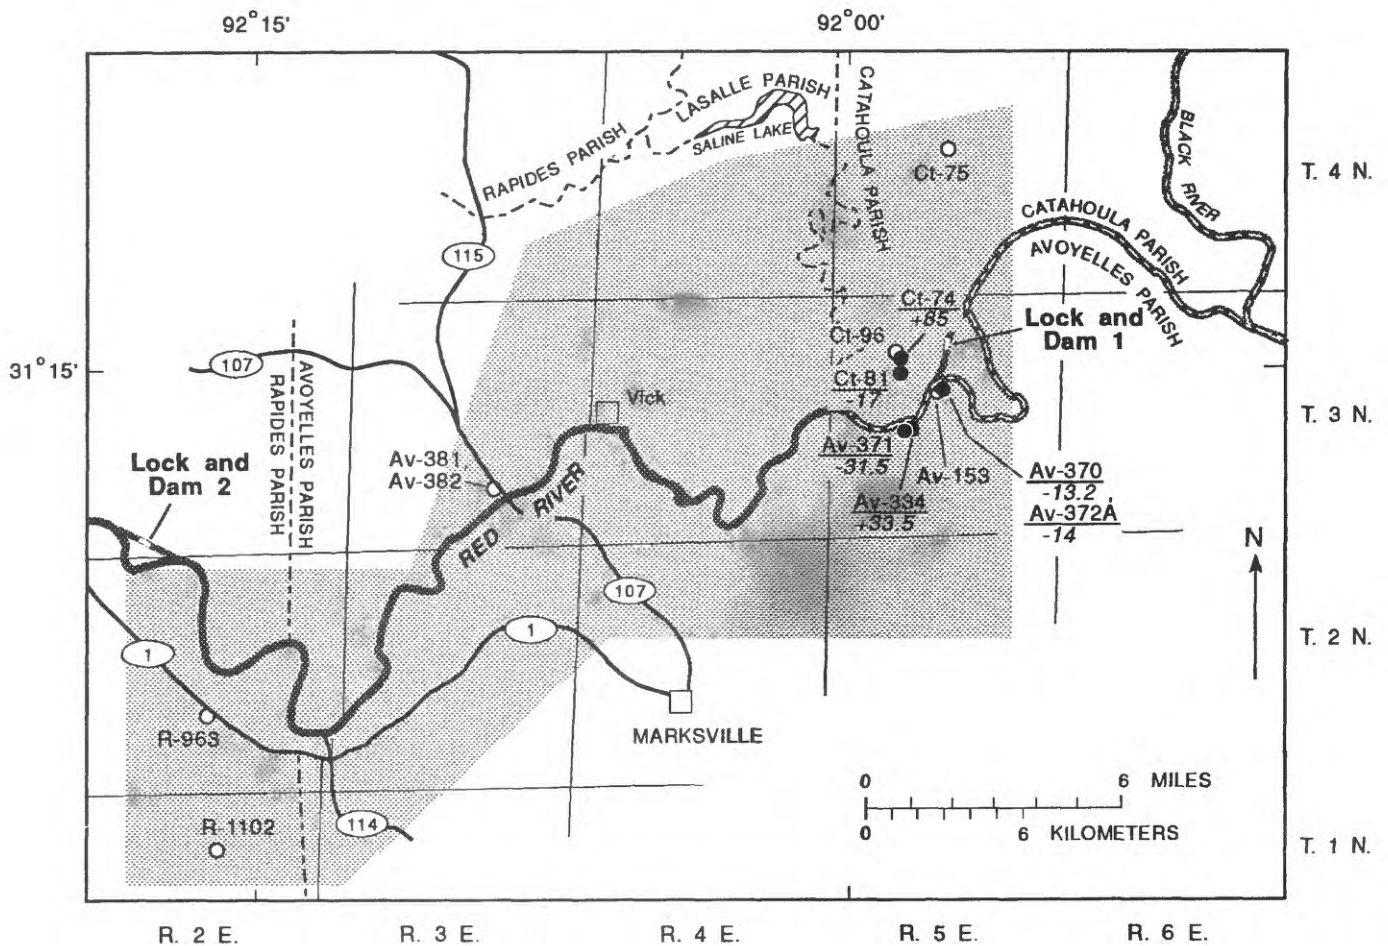 92°15'
92°00'
RAPIDES PARISH
LASALLE PARISH
SALINE LAKE
CATAHOULA PARISH
Ct-75
BLACK RIVER
T. 4 N.
115
CATAHOULA PARISH
AVOYELLES PARISH
Ct-74
+85
Lock and
Dam 1
Ct-96
31°15'
107
AVOYELLES PARISH
RAPIDES PARISH
Ct-81
-17
Vick
T. 3 N.
Lock and
Dam 2
Av-381,
Av-382
Av-371
-31.5
Av-153
Av-370
-13.2
Av-334
+33.5
Av-372A
-14
RED RIVER
N
107
1
1
T. 2 N.
R-963
MARKSVILLE
0 6 MILES
0 6 KILOMETERS
114
R-1102
T. 1 N.
R. 2 E. R. 3 E. R. 4 E. R. 5 E. R. 6 E.